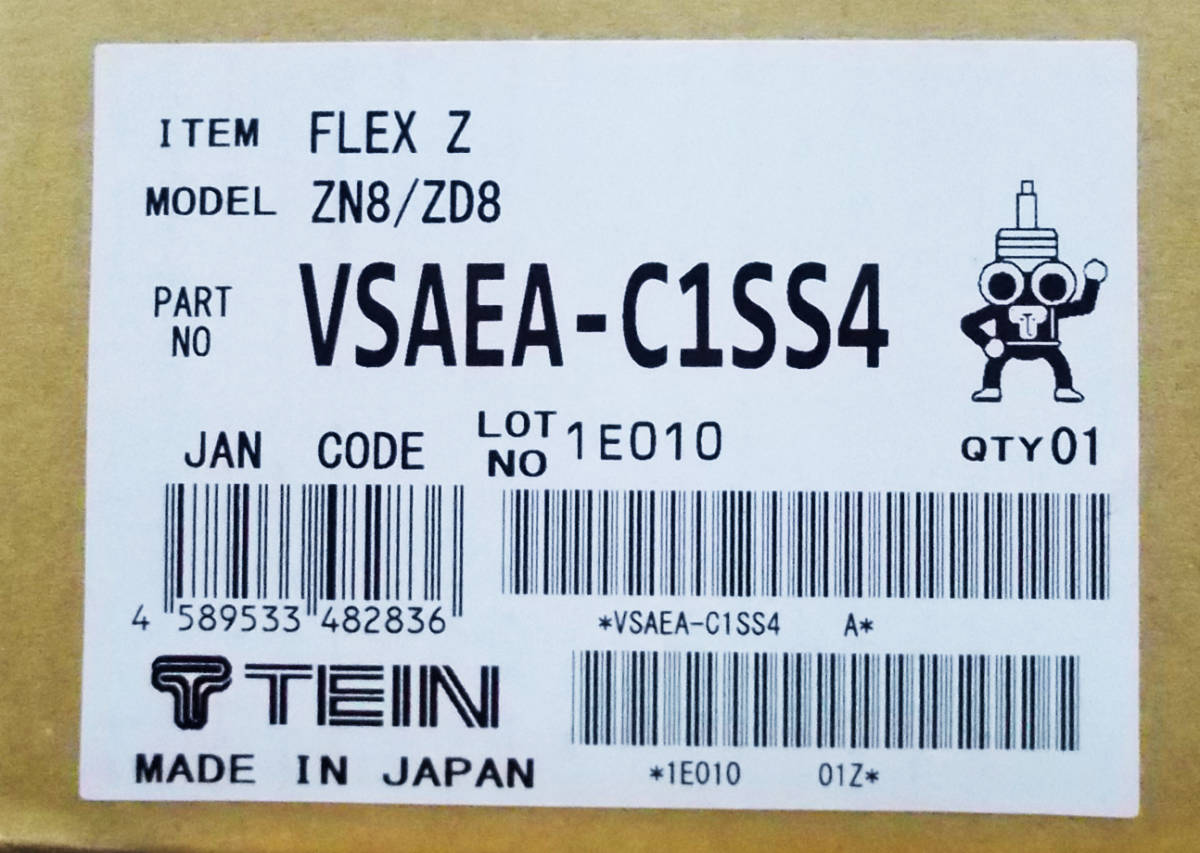 ITEM FLEX Z
MODEL ZN8/ZD8
PART NO VSAEA-C1SS4
JAN CODE
LOT NO 1E010
QTY 01
4 589533 482836
*VSAEA-C1SS4 A*
TEIN
*1E010 01Z*
MADE IN JAPAN